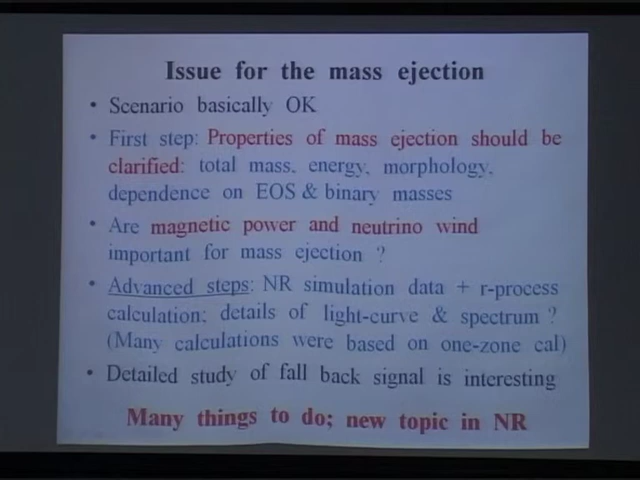 Issue for the mass ejection
• Scenario basically OK
• First step: Properties of mass ejection should be
clarified: total mass, energy, morphology,
dependence on EOS & binary masses
• Are magnetic power and neutrino wind
important for mass ejection ?
• Advanced steps: NR simulation data + r-process
calculation; details of light-curve & spectrum ?
(Many calculations were based on one-zone cal)
• Detailed study of fall back signal is interesting
Many things to do; new topic in NR